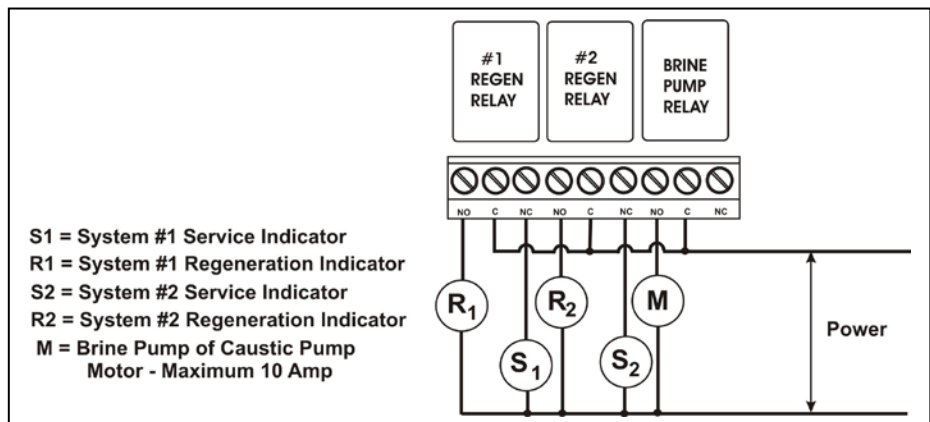 #1
REGEN
RELAY
#2
REGEN
RELAY
BRINE
PUMP
RELAY
NO C NC NO C NC NO C NC
S1 = System #1 Service Indicator
R1 = System #1 Regeneration Indicator
S2 = System #2 Service Indicator
R2 = System #2 Regeneration Indicator
M = Brine Pump of Caustic Pump
Motor - Maximum 10 Amp
R1
R2
M
S1
S2
Power